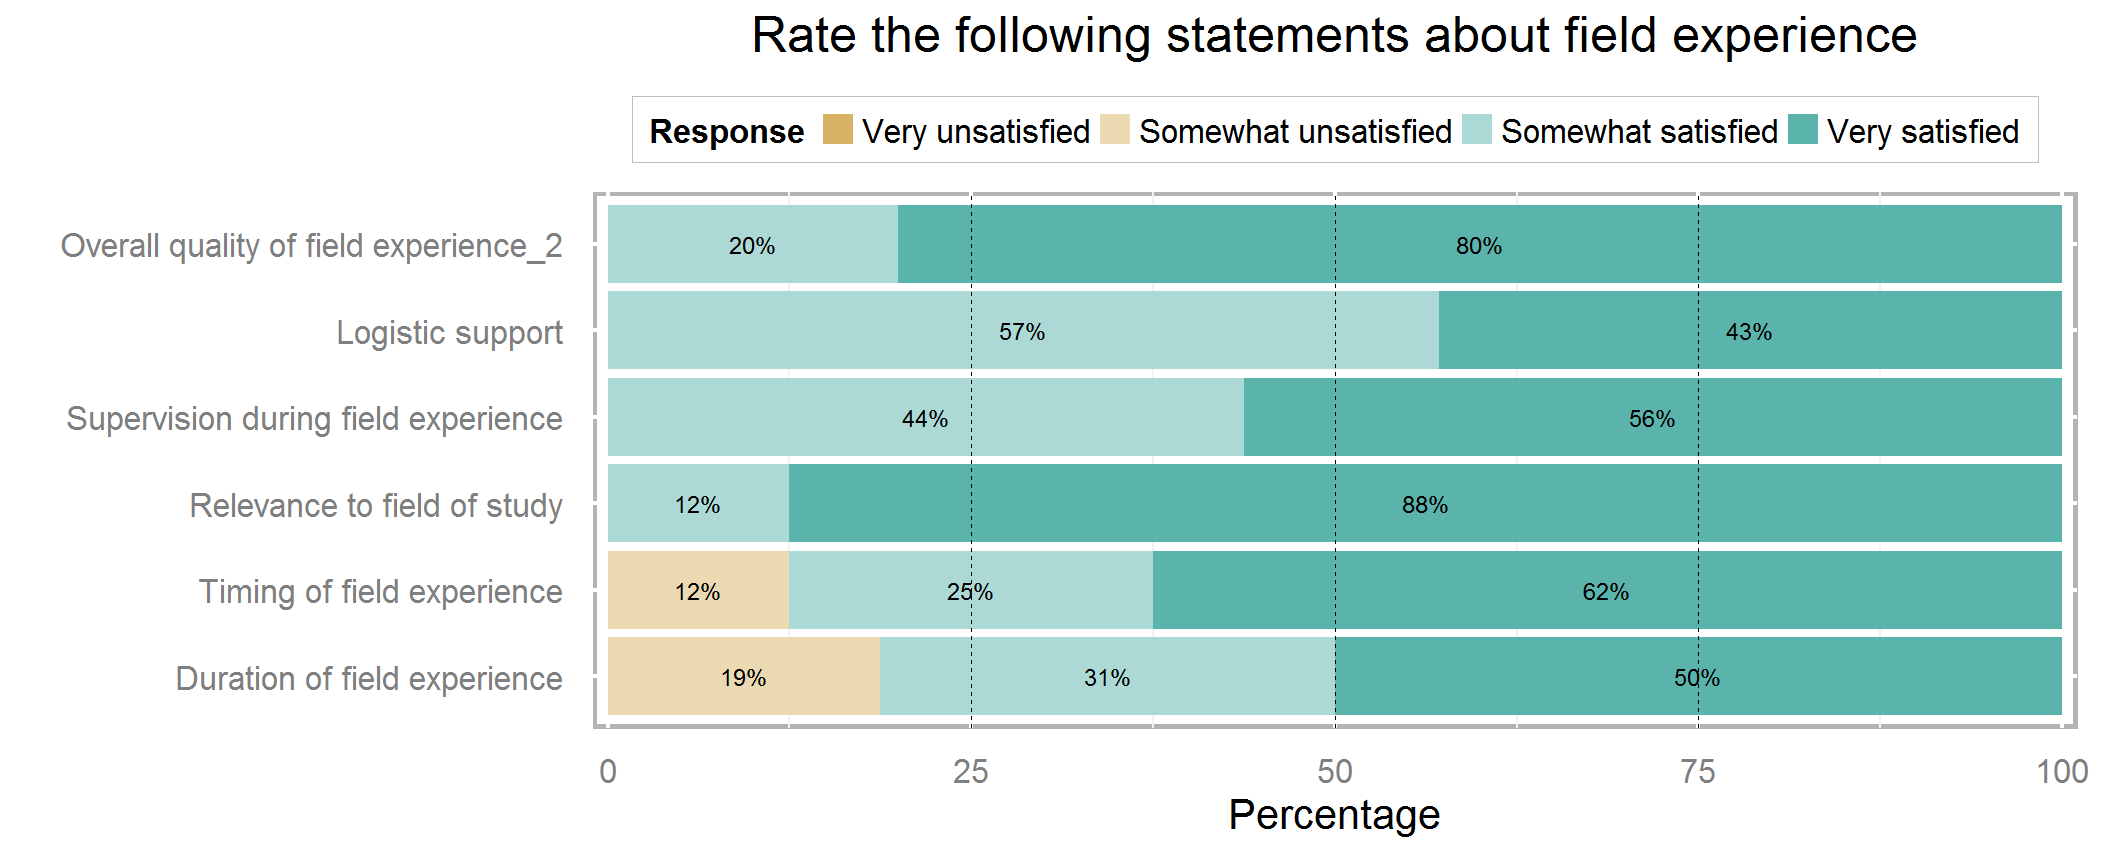 Rate the following statements about field experience
Response Very unsatisfied Somewhat unsatisfied Somewhat satisfied Very satisfied
Overall quality of field experience_2 20% 80%
Logistic support 57% 43%
Supervision during field experience 44% 56%
Relevance to field of study 12% 88%
Timing of field experience 12% 25% 62%
Duration of field experience 19% 31% 50%
0 25 50 75 100
Percentage